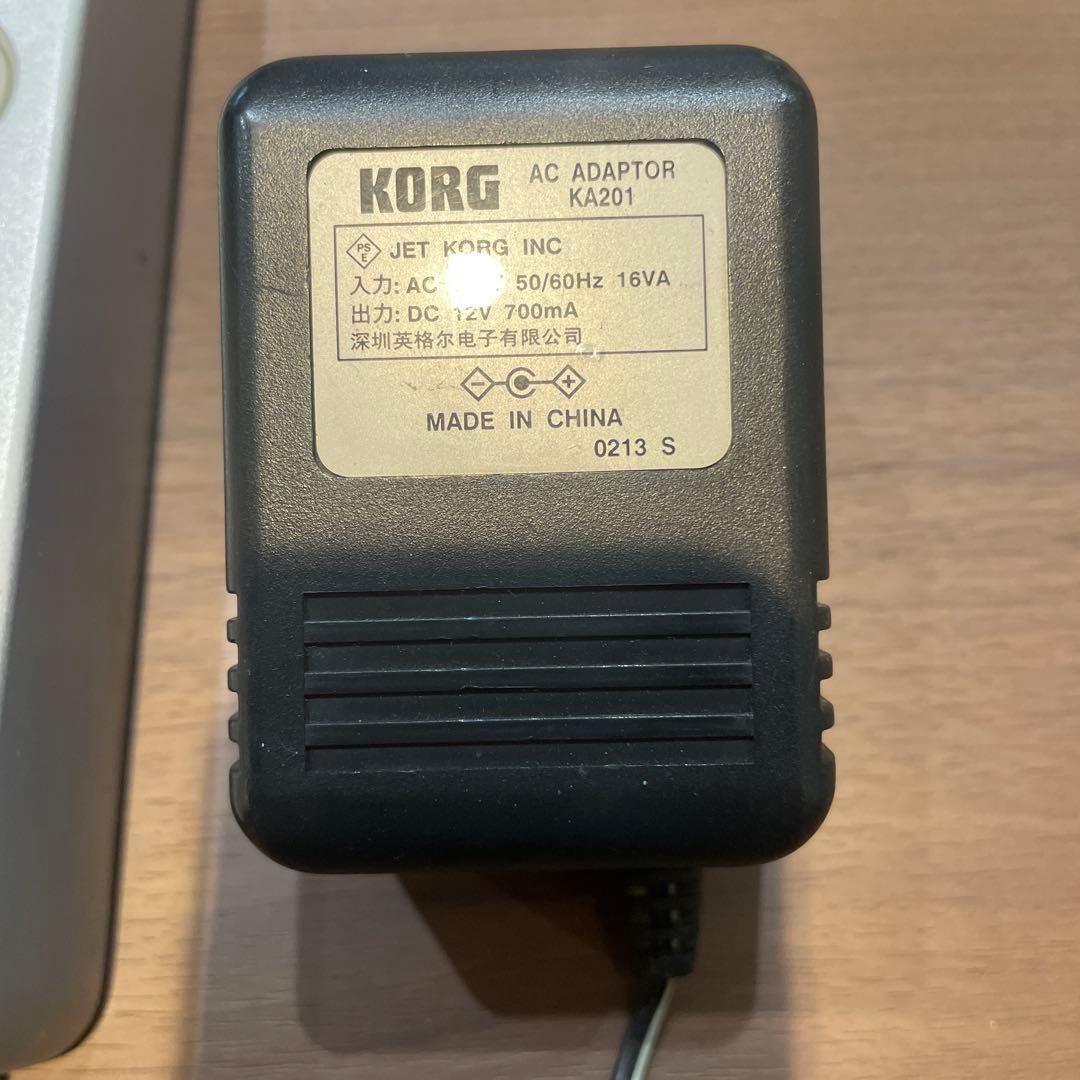 KORG
AC ADAPTOR
KA201
PSE JET KORG INC
入力: AC 50/60Hz 16VA
出力: DC 12V 700mA
深圳英格尔电子有限公司
MADE IN CHINA
0213 S